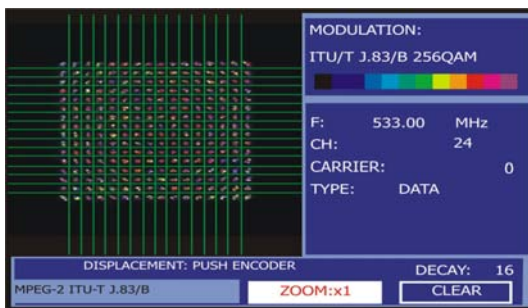 MODULATION:
ITU/T J.83/B 256QAM
F: 533.00 MHz
CH: 24
CARRIER: 0
TYPE: DATA
DISPLACEMENT: PUSH ENCODER
DECAY: 16
MPEG-2 ITU-T J.83/B
ZOOM:x1
CLEAR